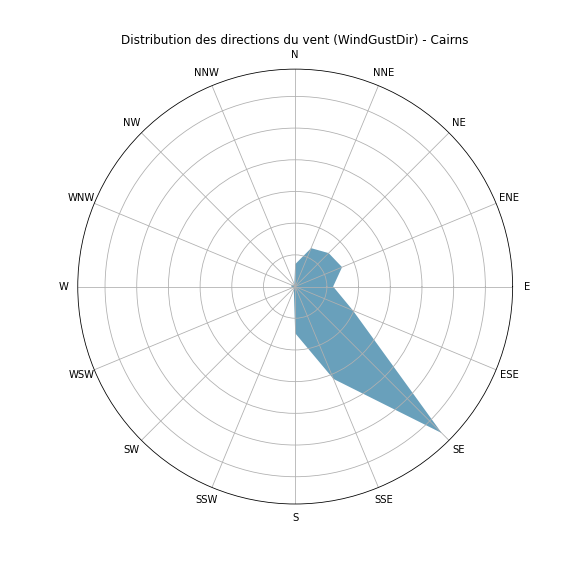 Distribution des directions du vent (WindGustDir) - Cairns
N
NNW
NNE
NW
NE
WNW
ENE
W
E
WSW
ESE
SW
SE
SSW
SSE
S